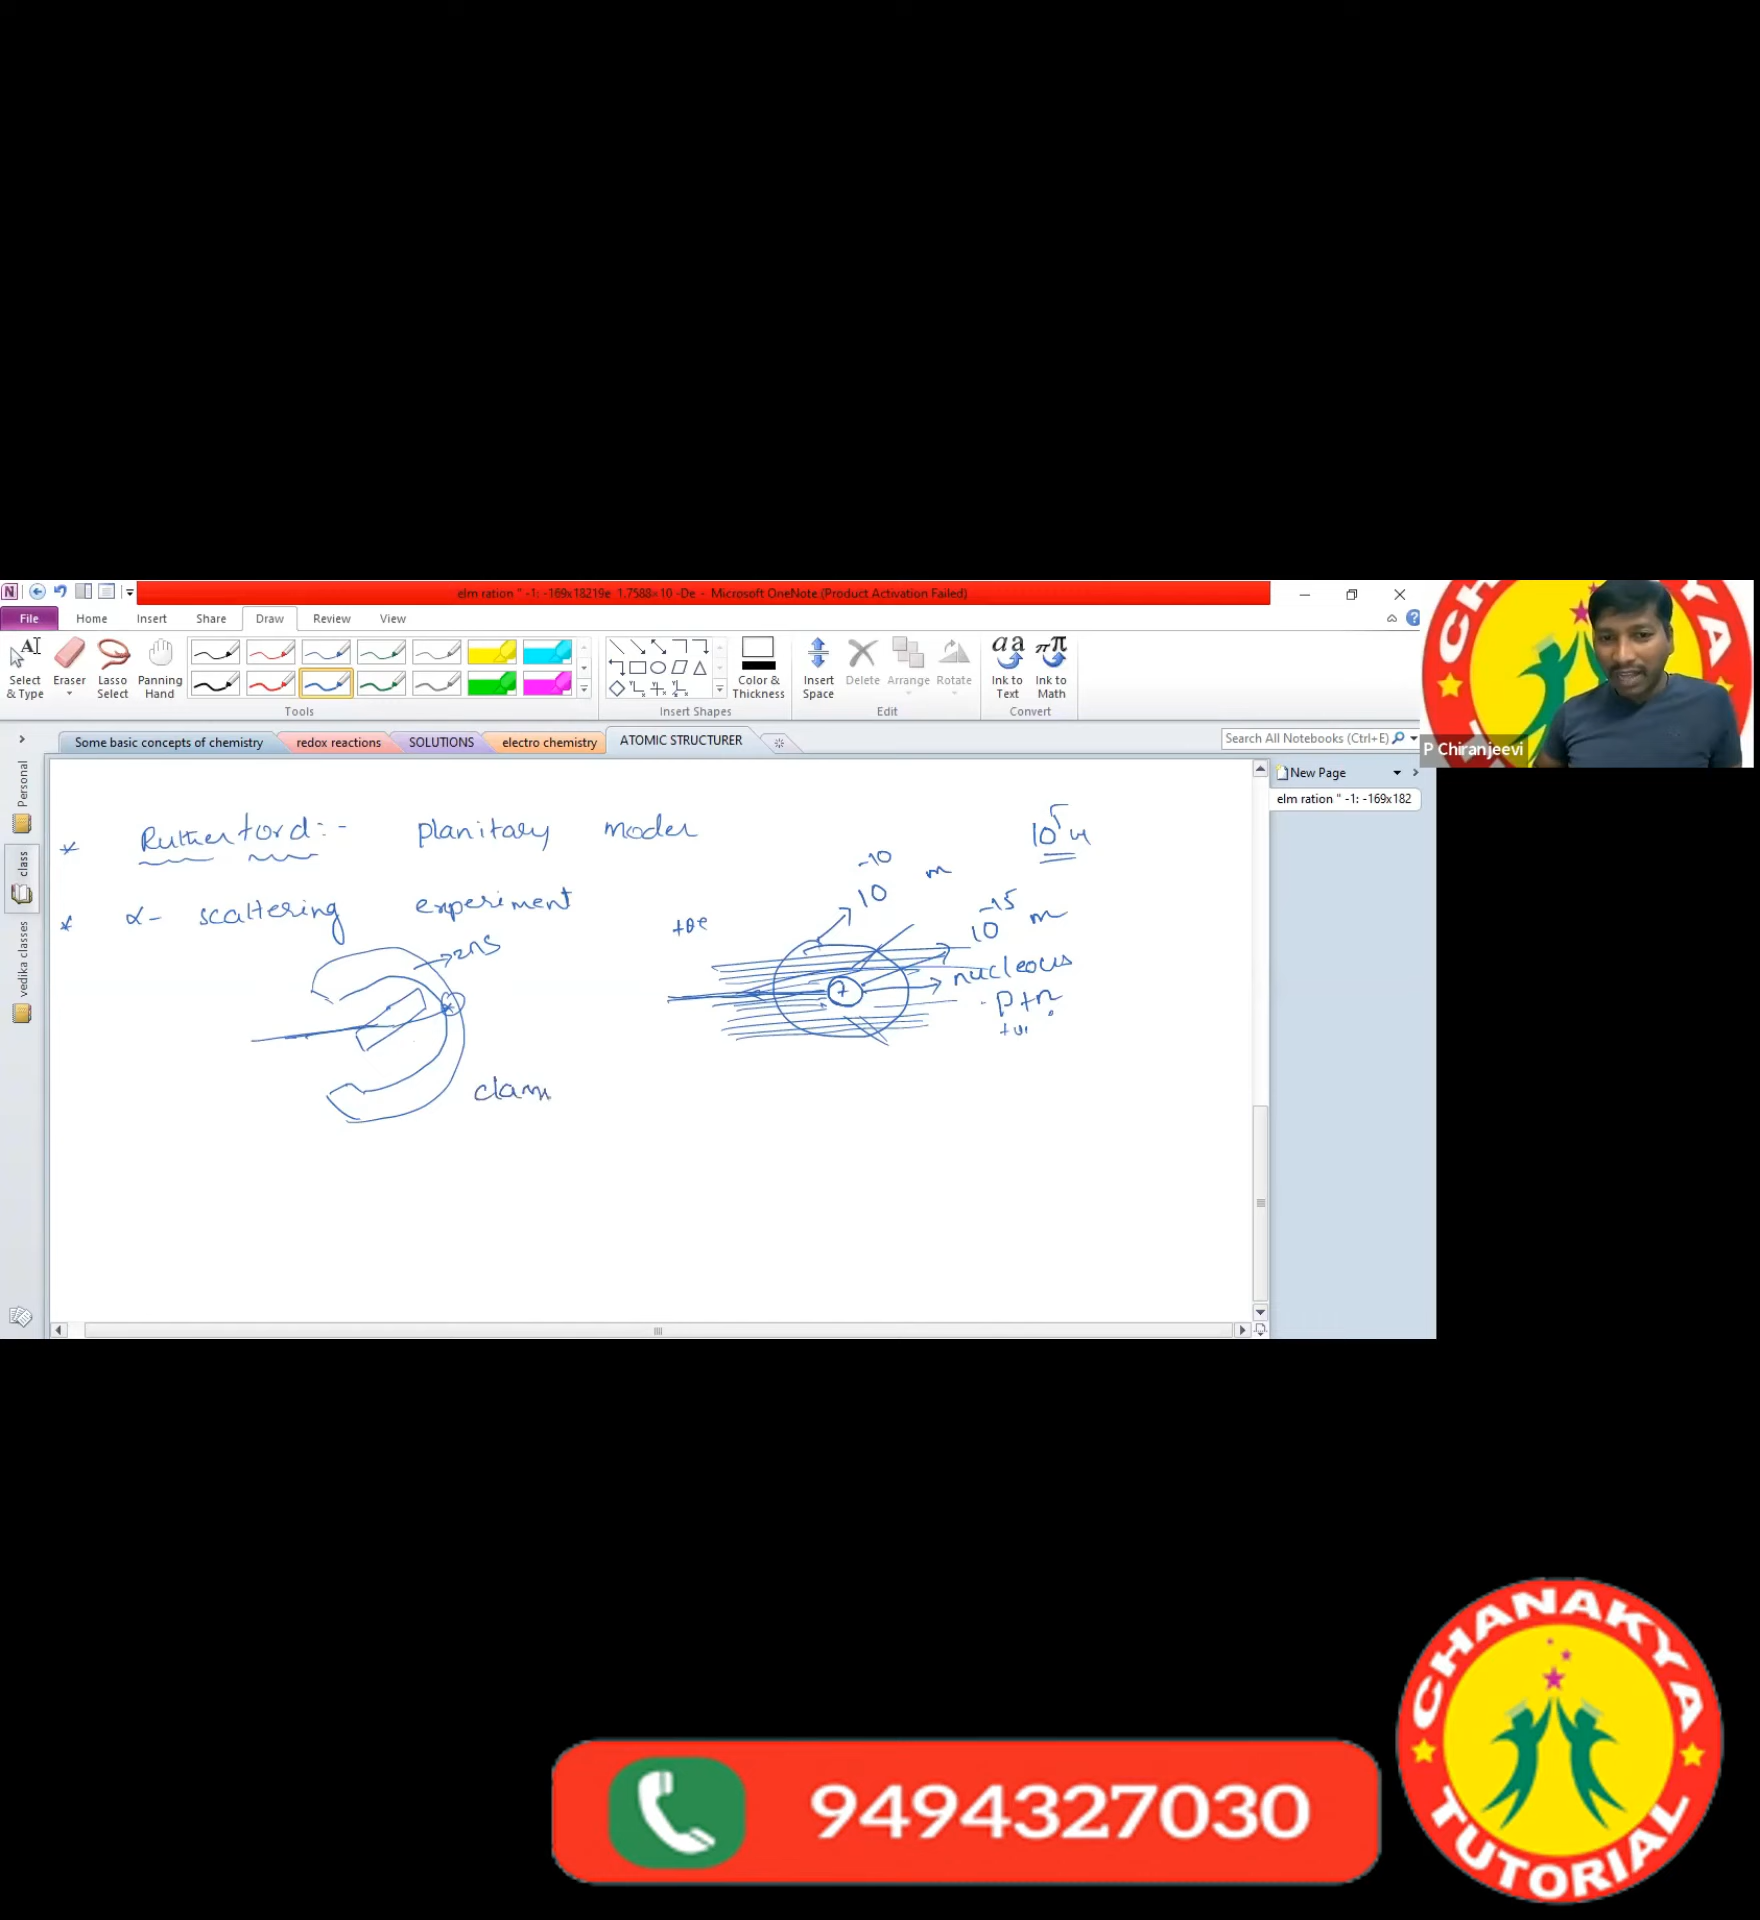 elm ration " -1: -169x18219e 1.7588×10 -De - Microsoft OneNote (Product Activation Failed)
File Home Insert Share Draw Review View
Select & Type
Eraser
Lasso Select
Panning Hand
Tools
Insert Shapes
Color & Thickness
Insert Space
Delete
Arrange
Rotate
Edit
Ink to Text
Ink to Math
Convert
Some basic concepts of chemistry
redox reactions
SOLUTIONS
electro chemistry
ATOMIC STRUCTURER
Search All Notebooks (Ctrl+E)
P Chiranjeevi
New Page
elm ration " -1: -169x182
Personal
class
vedika classes
* Rutherford:- planitary model
* α- scattering experiment
10⁻¹⁰ m
10⁻¹⁵ m
+ve
zns
nucleous
p+n
9494327030
CHANAKYA
TUTORIAL